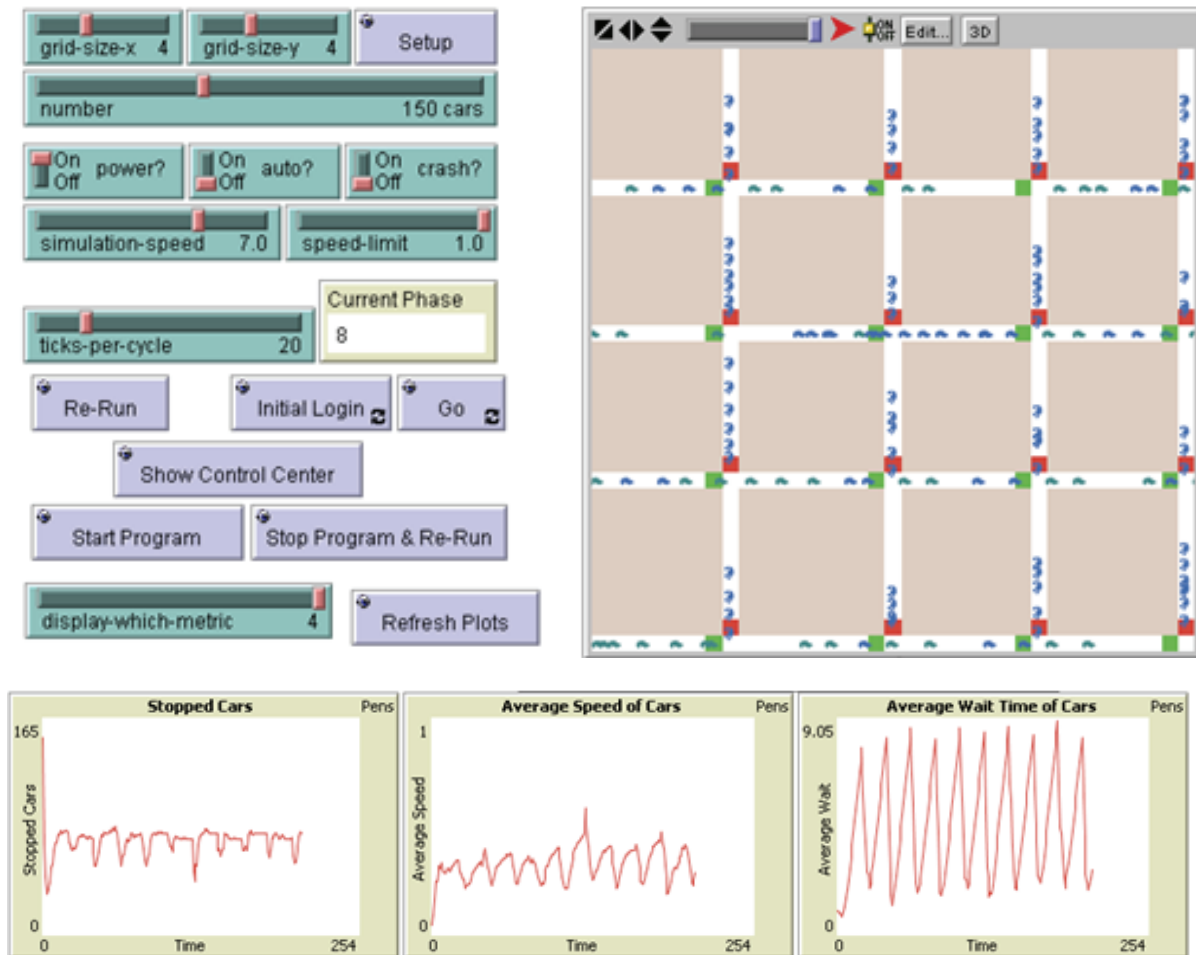 grid-size-x 4 grid-size-y 4 Setup
number 150 cars
On Off power? On Off auto? On Off crash?
simulation-speed 7.0 speed-limit 1.0
ticks-per-cycle 20 Current Phase 8
Re-Run Initial Login Go
Show Control Center
Start Program Stop Program & Re-Run
display-which-metric 4 Refresh Plots
ON OFF Edit... 3D
Stopped Cars Pens
165
Stopped Cars
0
0 Time 254
Average Speed of Cars Pens
1
Average Speed
0
0 Time 254
Average Wait Time of Cars Pens
9.05
Average Wait
0
0 Time 254